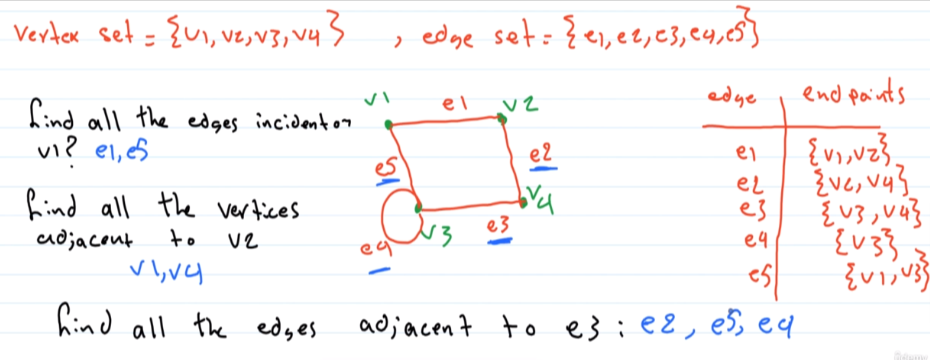 vertex set = {v1, v2, v3, v4} , edge set = {e1, e2, e3, e4, e5}
find all the edges incident on
v1? e1, e5
find all the vertices
adjacent to v2
v1, v4
v1 e1 v2
e5 e2
v4
v3 e3
e4
edge endpoints
e1 {v1, v2}
e2 {v2, v4}
e3 {v3, v4}
e4 {v3}
e5 {v1, v3}
find all the edges adjacent to e3 : e2, e5, e4